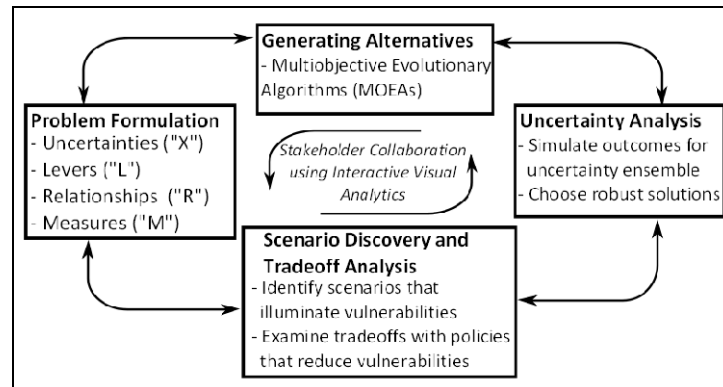 Generating Alternatives
- Multiobjective Evolutionary
Algorithms (MOEAs)
Problem Formulation
- Uncertainties ("X")
- Levers ("L")
- Relationships ("R")
- Measures ("M")
Stakeholder Collaboration
using Interactive Visual
Analytics
Uncertainty Analysis
- Simulate outcomes for
uncertainty ensemble
- Choose robust solutions
Scenario Discovery and
Tradeoff Analysis
- Identify scenarios that
illuminate vulnerabilities
- Examine tradeoffs with policies
that reduce vulnerabilities